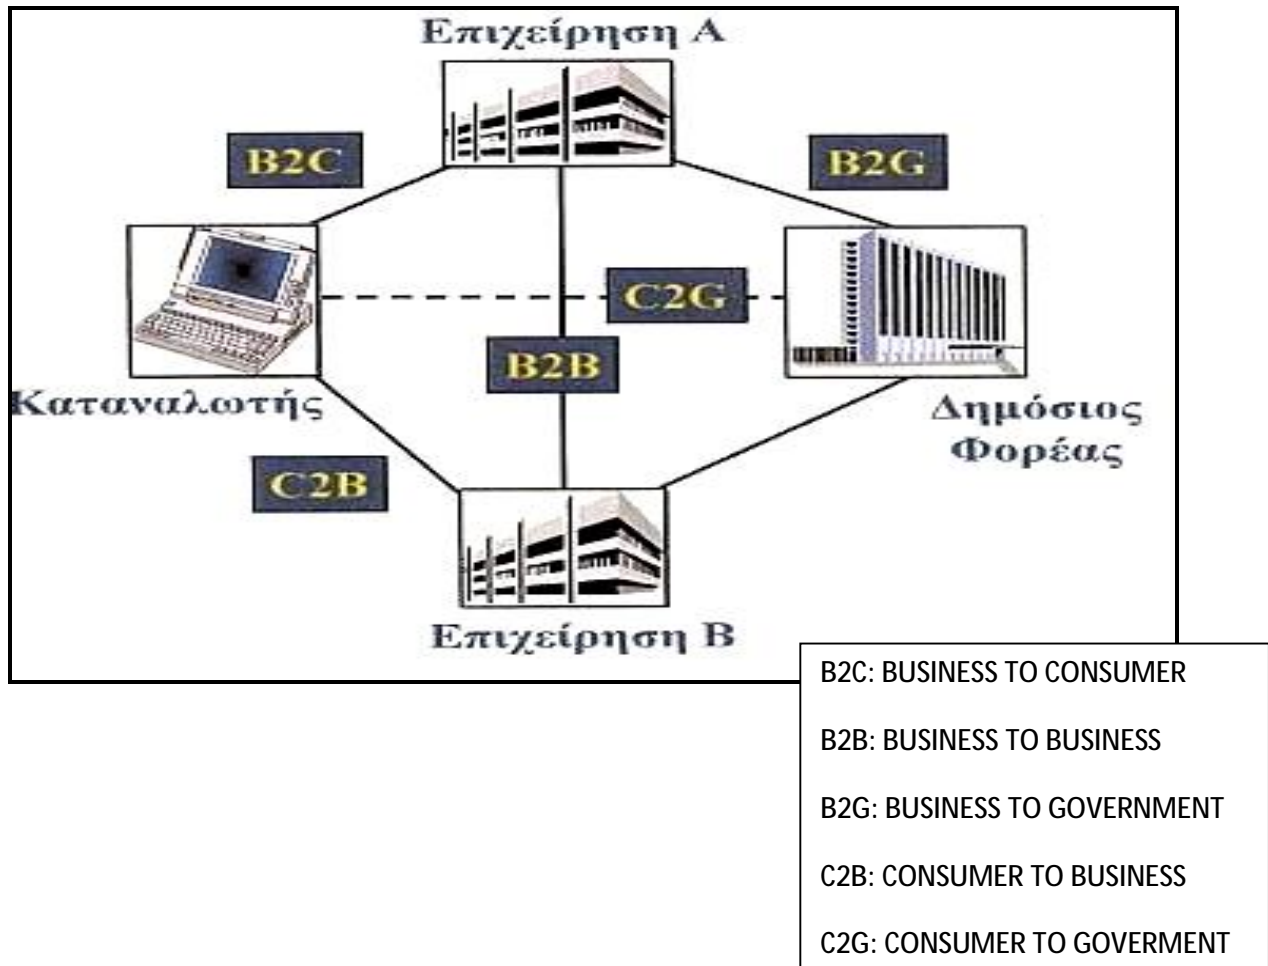 Επιχείρηση Α
B2C
B2G
C2G
B2B
Καταναλωτής
Δημόσιος
Φορέας
C2B
Επιχείρηση Β
B2C: BUSINESS TO CONSUMER
B2B: BUSINESS TO BUSINESS
B2G: BUSINESS TO GOVERNMENT
C2B: CONSUMER TO BUSINESS
C2G: CONSUMER TO GOVERMENT